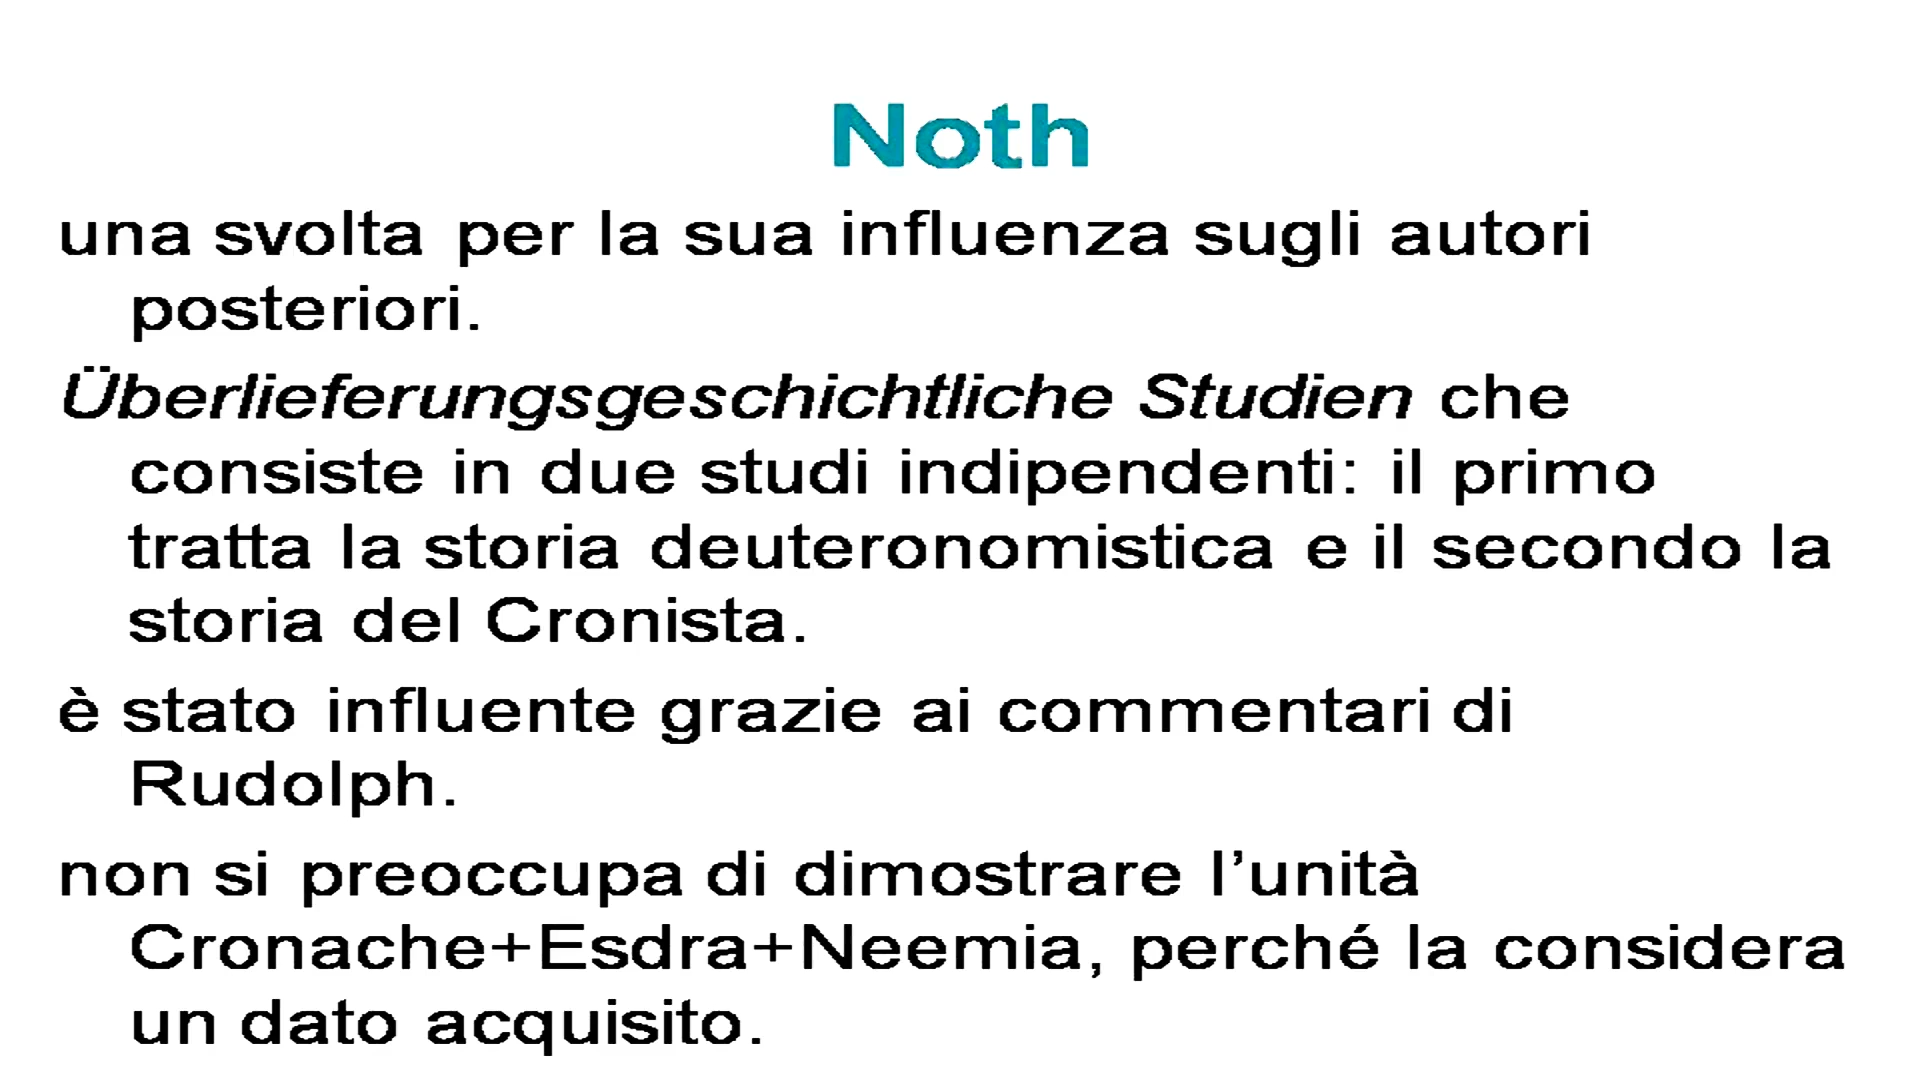 Noth
una svolta per la sua influenza sugli autori
posteriori.
Überlieferungsgeschichtliche Studien che
consiste in due studi indipendenti: il primo
tratta la storia deuteronomistica e il secondo la
storia del Cronista.
è stato influente grazie ai commentari di
Rudolph.
non si preoccupa di dimostrare l’unità
Cronache+Esdra+Neemia, perché la considera
un dato acquisito.